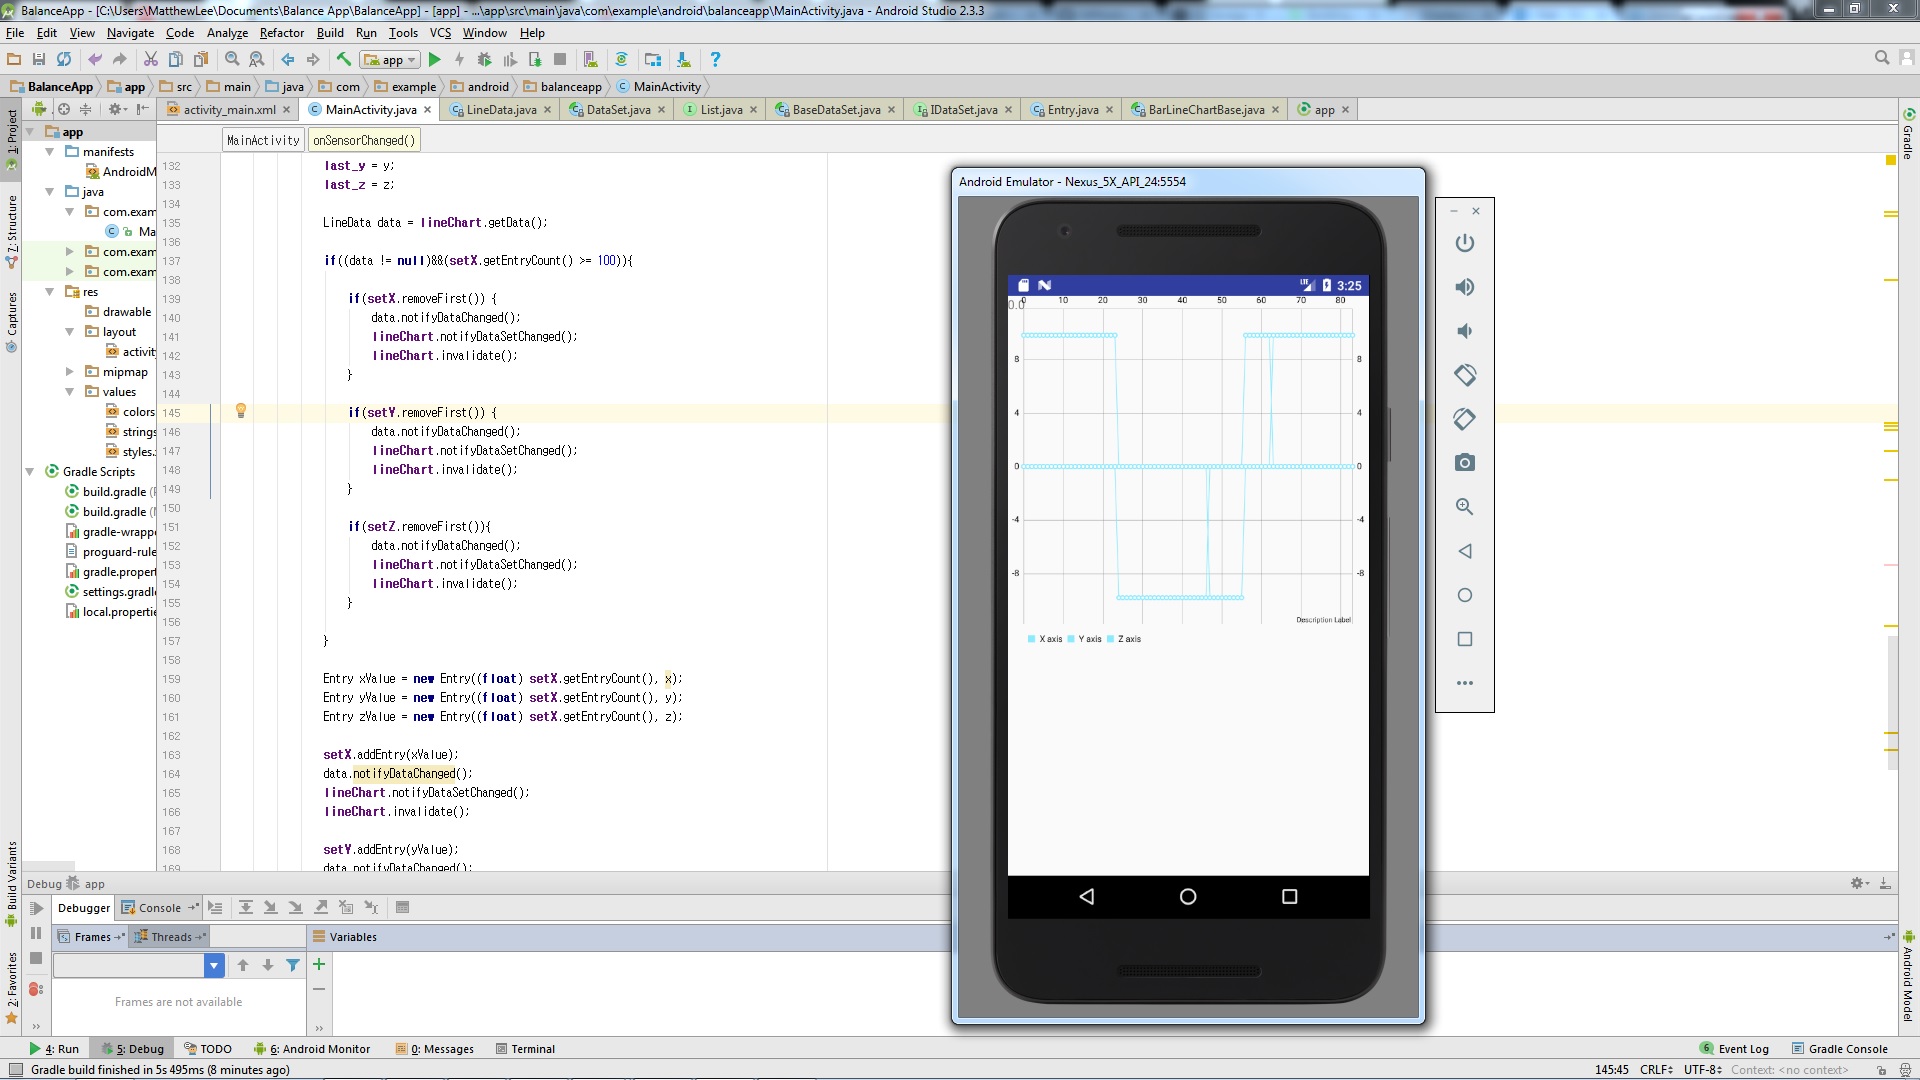 BalanceApp - [C:\Users\MatthewLee\Documents\Balance App\BalanceApp] - [app] - ...\app\src\main\java\com\example\android\balanceapp\MainActivity.java - Android Studio 2.3.3
File Edit View Navigate Code Analyze Refactor Build Run Tools VCS Window Help
app
BalanceApp app src main java com example android balanceapp MainActivity
activity_main.xml MainActivity.java LineData.java DataSet.java List.java BaseDataSet.java IDataSet.java Entry.java BarLineChartBase.java app
MainActivity onSensorChanged()
1: Project
7: Structure
Captures
Build Variants
2: Favorites
app
manifests
AndroidM
java
com.exam
Ma
com.exam
com.exam
res
drawable
layout
activit
mipmap
values
colors
strings
styles.
Gradle Scripts
build.gradle (
build.gradle (
gradle-wrappe
proguard-rule
gradle.propert
settings.gradl
local.propertie
132 last_y = y;
133 last_z = z;
134
135 LineData data = lineChart.getData();
136
137 if((data != null)&&(setX.getEntryCount() >= 100)){
138
139 if(setX.removeFirst()) {
140 data.notifyDataChanged();
141 lineChart.notifyDataSetChanged();
142 lineChart.invalidate();
143 }
144
145 if(setY.removeFirst()) {
146 data.notifyDataChanged();
147 lineChart.notifyDataSetChanged();
148 lineChart.invalidate();
149 }
150
151 if(setZ.removeFirst()){
152 data.notifyDataChanged();
153 lineChart.notifyDataSetChanged();
154 lineChart.invalidate();
155 }
156
157 }
158
159 Entry xValue = new Entry((float) setX.getEntryCount(), x);
160 Entry yValue = new Entry((float) setX.getEntryCount(), y);
161 Entry zValue = new Entry((float) setX.getEntryCount(), z);
162
163 setX.addEntry(xValue);
164 data.notifyDataChanged();
165 lineChart.notifyDataSetChanged();
166 lineChart.invalidate();
167
168 setY.addEntry(yValue);
169 data.notifyDataChanged();
Android Emulator - Nexus_5X_API_24:5554
LTE 3:25
0.0
0 10 20 30 40 50 60 70 80
8 8
4 4
0 0
-4 -4
-8 -8
Description Label
X axis Y axis Z axis
Gradle
Android Model
Debug app
Debugger Console
Frames Threads Variables
Frames are not available
4: Run 5: Debug TODO 6: Android Monitor 0: Messages Terminal 6 Event Log Gradle Console
Gradle build finished in 5s 495ms (8 minutes ago) 145:45 CRLF UTF-8 Context: <no context>